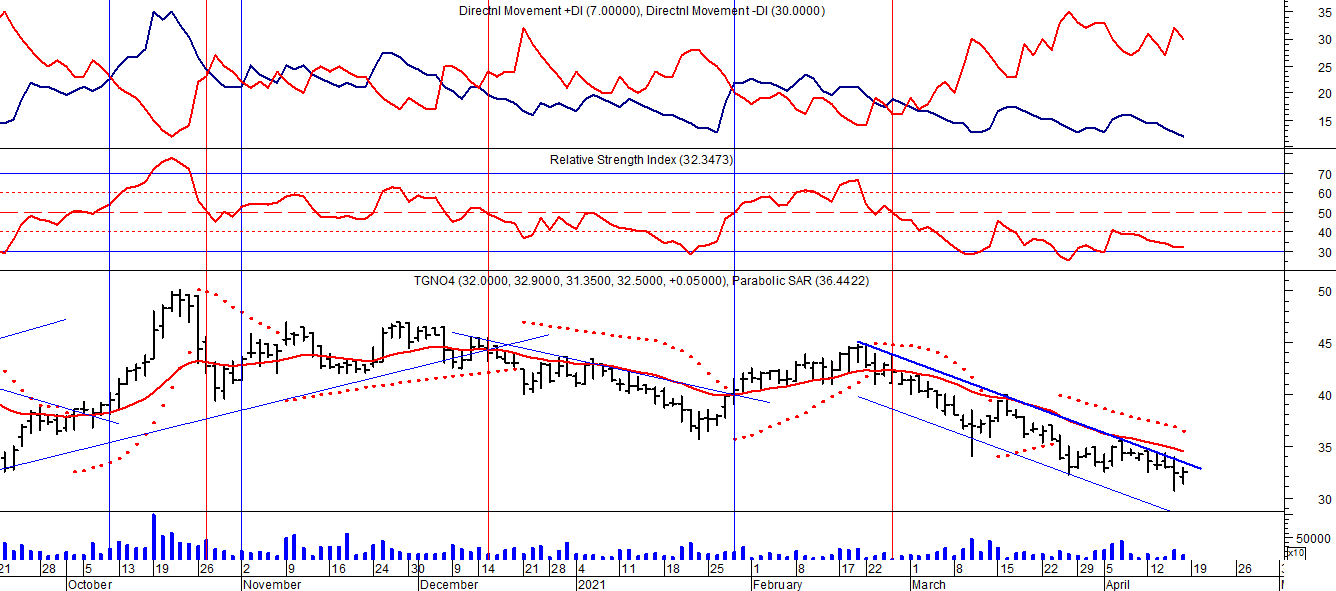 Directnl Movement +DI (7.00000), Directnl Movement -DI (30.0000)
35
30
25
20
15
Relative Strength Index (32.3473)
70
60
50
40
30
TGNO4 (32.0000, 32.9000, 31.3500, 32.5000, +0.05000), Parabolic SAR (36.4422)
50
45
40
35
30
50000
x10
21 28 5 13 19 26 2 9 16 24 30 9 14 21 28 4 11 18 25 1 8 17 22 1 8 15 22 29 5 12 19 26
October November December 2021 February March April